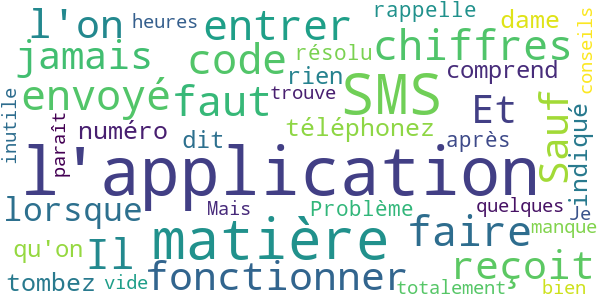 l'on heures entrer rappelle dame conseils
jamais code résolu chiffres
rien comprend
envoyé faut trouve SMS Et Sauf indiqué
inutile paraît numéro dit téléphonez après
l'application
lorsque Mais Problème quelques Je
matière faire manque
qu'on Il fonctionner reçoit
tombez vide totalement bien